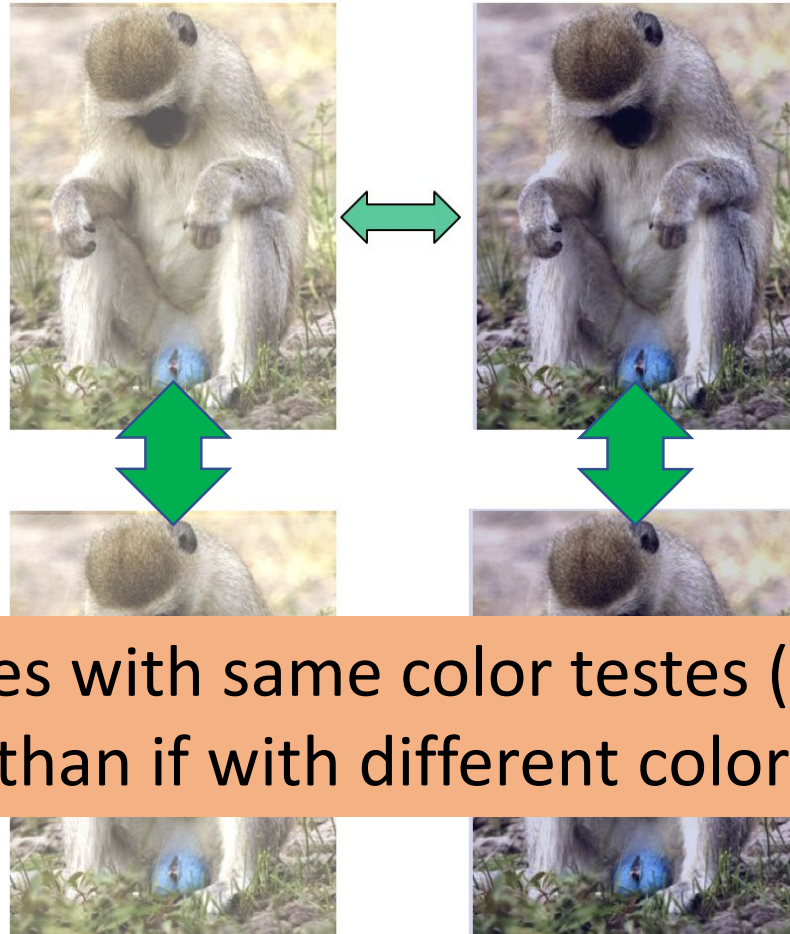 es with same color testes (
than if with different color